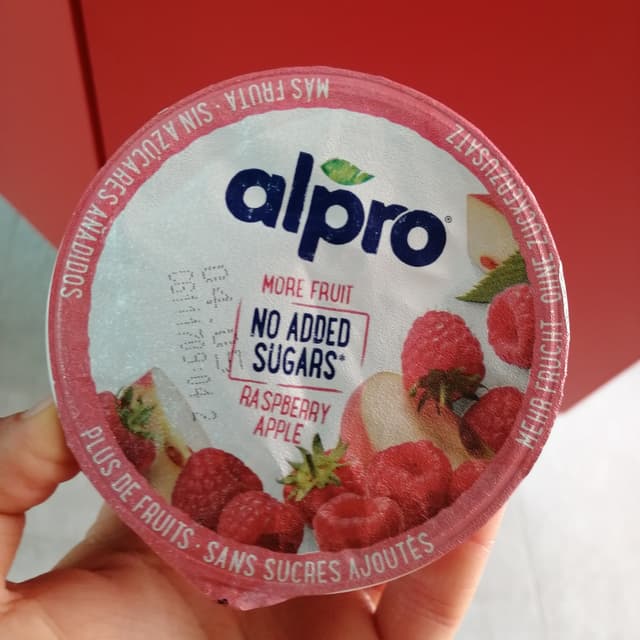 alpro®
MORE FRUIT
NO ADDED
SUGARS*
RASPBERRY
APPLE
SIN AZÚCARES AÑADIDOS · MÁS FRUTA
MEHR FRUCHT · OHNE ZUCKERZUSATZ
PLUS DE FRUITS · SANS SUCRES AJOUTÉS